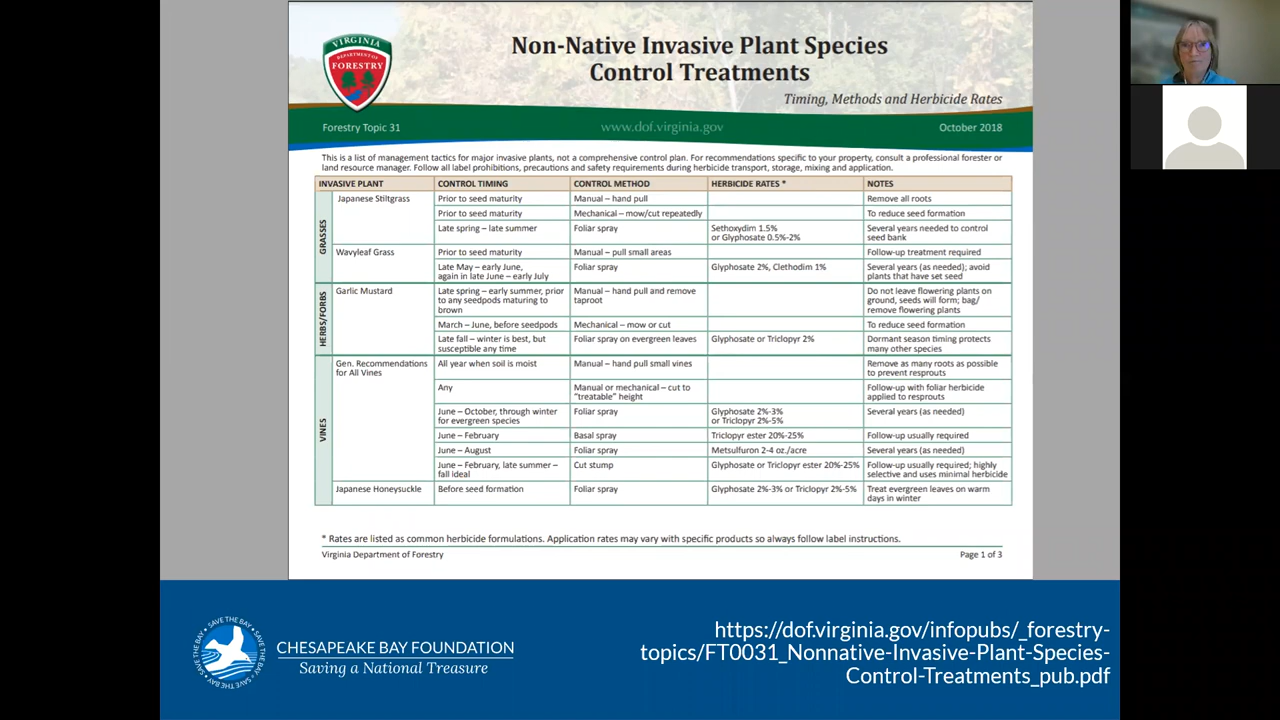 VIRGINIA
DEPARTMENT OF
FORESTRY
Non-Native Invasive Plant Species
Control Treatments
Timing, Methods and Herbicide Rates
Forestry Topic 31
www.dof.virginia.gov
October 2018
This is a list of management tactics for major invasive plants, not a comprehensive control plan. For recommendations specific to your property, consult a professional forester or
land resource manager. Follow all label prohibitions, precautions and safety requirements during herbicide transport, storage, mixing and application.
INVASIVE PLANT CONTROL TIMING CONTROL METHOD HERBICIDE RATES * NOTES
GRASSES
Japanese Stiltgrass Prior to seed maturity Manual – hand pull Remove all roots
Prior to seed maturity Mechanical – mow/cut repeatedly To reduce seed formation
Late spring – late summer Foliar spray Sethoxydim 1.5% Several years needed to control
or Glyphosate 0.5%-2% seed bank
Wavyleaf Grass Prior to seed maturity Manual – pull small areas Follow-up treatment required
Late May – early June, Foliar spray Glyphosate 2%, Clethodim 1% Several years (as needed); avoid
again in late June – early July plants that have set seed
HERBS/FORBS
Garlic Mustard Late spring – early summer, prior Manual – hand pull and remove Do not leave flowering plants on
to any seedpods maturing to taproot ground, seeds will form; bag/
brown remove flowering plants
March – June, before seedpods Mechanical – mow or cut To reduce seed formation
Late fall – winter is best, but Foliar spray on evergreen leaves Glyphosate or Triclopyr 2% Dormant season timing protects
susceptible any time many other species
VINES
Gen. Recommendations All year when soil is moist Manual – hand pull small vines Remove as many roots as possible
for All Vines to prevent resprouts
Any Manual or mechanical – cut to Follow-up with foliar herbicide
"treatable" height applied to resprouts
June – October, through winter Foliar spray Glyphosate 2%-3% Several years (as needed)
for evergreen species or Triclopyr 2%-5%
June – February Basal spray Triclopyr ester 20%-25% Follow-up usually required
June – August Foliar spray Metsulfuron 2-4 oz./acre Several years (as needed)
June – February, late summer – Cut stump Glyphosate or Triclopyr ester 20%-25% Follow-up usually required; highly
fall ideal selective and uses minimal herbicide
Japanese Honeysuckle Before seed formation Foliar spray Glyphosate 2%-3% or Triclopyr 2%-5% Treat evergreen leaves on warm
days in winter
* Rates are listed as common herbicide formulations. Application rates may vary with specific products so always follow label instructions.
Virginia Department of Forestry
Page 1 of 3
SAVE THE BAY SAVE THE BAY SAVE THE BAY
CHESAPEAKE BAY FOUNDATION
Saving a National Treasure
https://dof.virginia.gov/infopubs/_forestry-
topics/FT0031_Nonnative-Invasive-Plant-Species-
Control-Treatments_pub.pdf